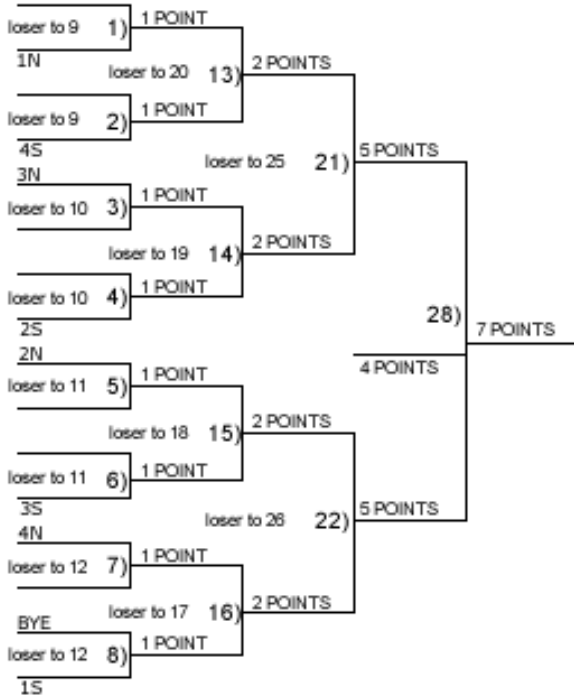 1 POINT
loser to 9 1)
1N
loser to 20 13) 2 POINTS
1 POINT
loser to 9 2)
4S
loser to 25 21) 5 POINTS
3N
1 POINT
loser to 10 3)
loser to 19 14) 2 POINTS
1 POINT
loser to 10 4)
2S
28) 7 POINTS
2N
4 POINTS
1 POINT
loser to 11 5)
loser to 18 15) 2 POINTS
1 POINT
loser to 11 6)
3S
loser to 26 22) 5 POINTS
4N
1 POINT
loser to 12 7)
loser to 17 16) 2 POINTS
BYE
1 POINT
loser to 12 8)
1S